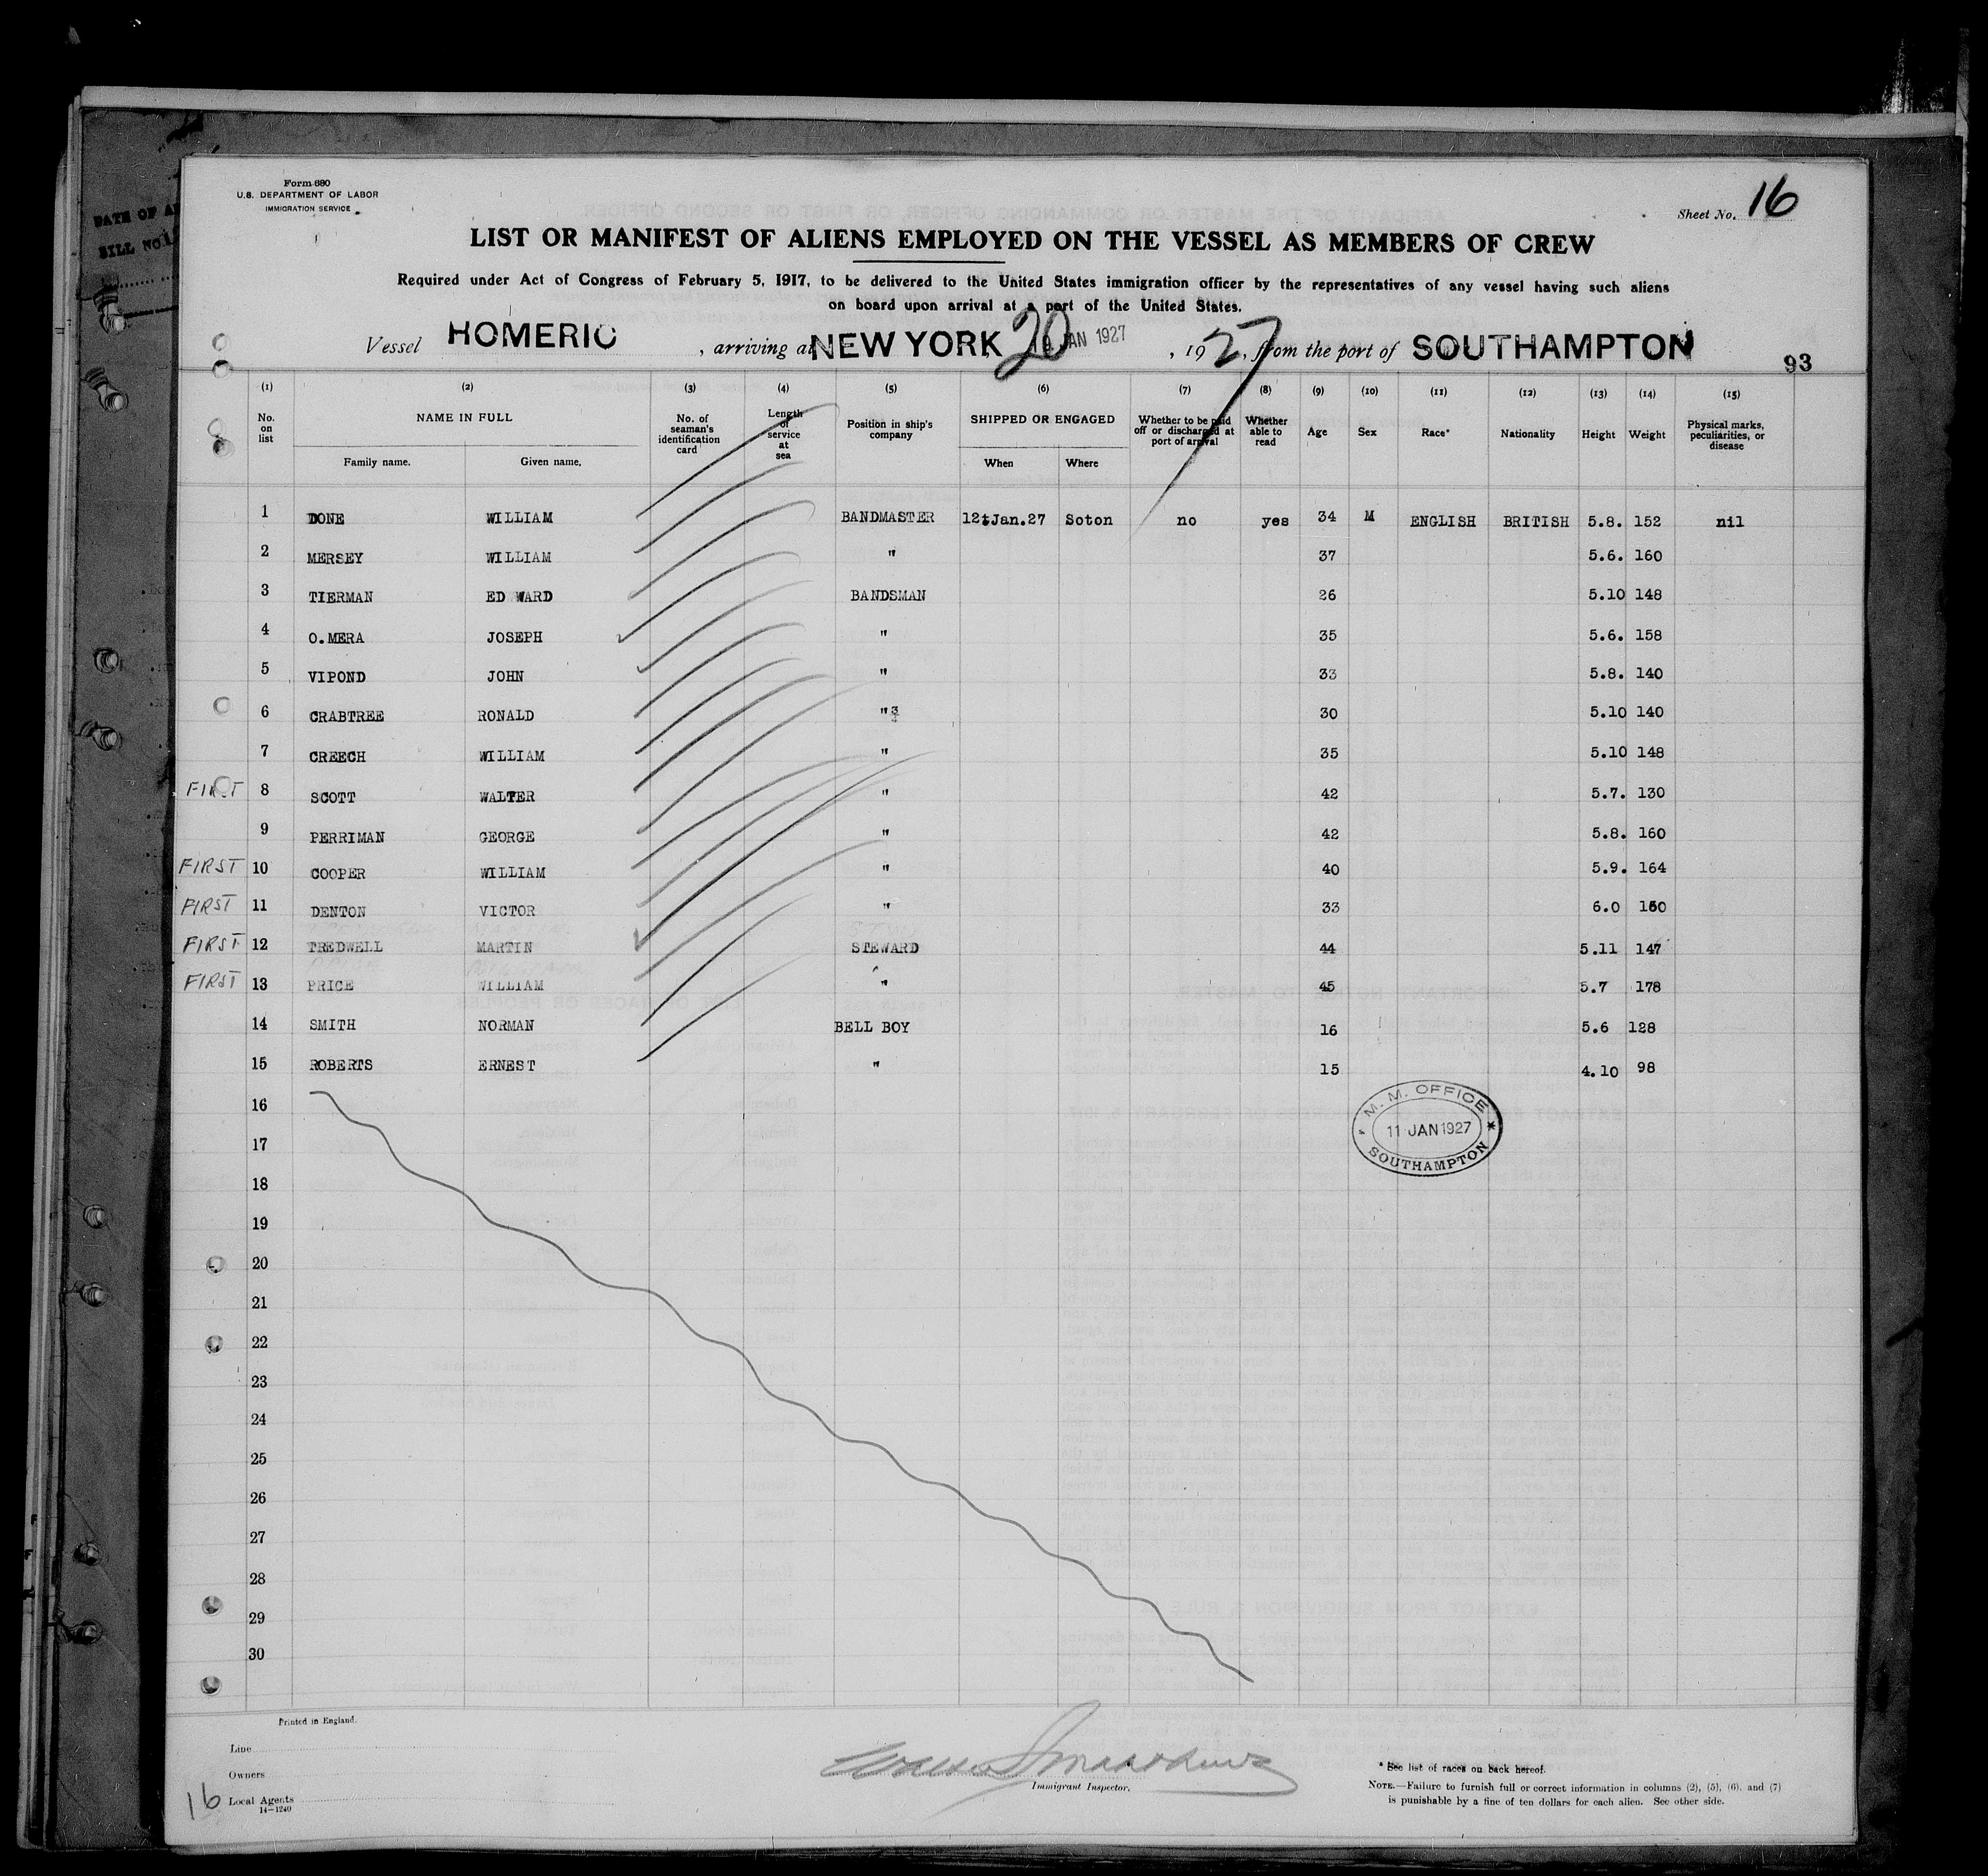 DATE OF
BILL NO.
Form 680
U.S. DEPARTMENT OF LABOR
IMMIGRATION SERVICE
Sheet No. 16
LIST OR MANIFEST OF ALIENS EMPLOYED ON THE VESSEL AS MEMBERS OF CREW
Required under Act of Congress of February 5, 1917, to be delivered to the United States immigration officer by the representatives of any vessel having such aliens
on board upon arrival at a port of the United States.
Vessel HOMERIC, arriving at NEW YORK 20 JAN 1927, 1927, from the port of SOUTHAMPTON
93
(1) (2) (3) (4) (5) (6) (7) (8) (9) (10) (11) (12) (13) (14) (15)
No. on list NAME IN FULL No. of seaman's identification card Length of service at sea Position in ship's company SHIPPED OR ENGAGED Whether to be paid off or discharged at port of arrival Whether able to read Age Sex Race* Nationality Height Weight Physical marks, peculiarities, or disease
Family name. Given name. When Where
1 DONE WILLIAM BANDMASTER 12tJan.27 Soton no yes 34 M ENGLISH BRITISH 5.8. 152 nil
2 MERSEY WILLIAM " 37 5.6. 160
3 TIERMAN ED WARD BANDSMAN 26 5.10 148
4 O.MERA JOSEPH " 35 5.6. 158
5 VIPOND JOHN " 33 5.8. 140
6 CRABTREE RONALD " 30 5.10 140
7 CREECH WILLIAM " 35 5.10 148
FIRST 8 SCOTT WALTER " 42 5.7. 130
9 PERRIMAN GEORGE " 42 5.8. 160
FIRST 10 COOPER WILLIAM " 40 5.9. 164
FIRST 11 DENTON VICTOR " 33 6.0
FIRST 12 TREDWELL MARTIN STEWARD 44 5.11 147
FIRST 13 PRICE WILLIAM " 45 5.7 178
14 SMITH NORMAN BELL BOY 16 5.6 128
15 ROBERTS ERNEST " 15 4.10 98
16
M. M. OFFICE
11 JAN 1927
SOUTHAMPTON
17
18
19
20
21
22
23
24
25
26
27
28
29
30
Printed in England.
Line
Owners
16 Local Agents
14—1240
Immigrant Inspector.
* See list of races on back hereof.
NOTE.—Failure to furnish full or correct information in columns (2), (5), (6), and (7)
is punishable by a fine of ten dollars for each alien. See other side.